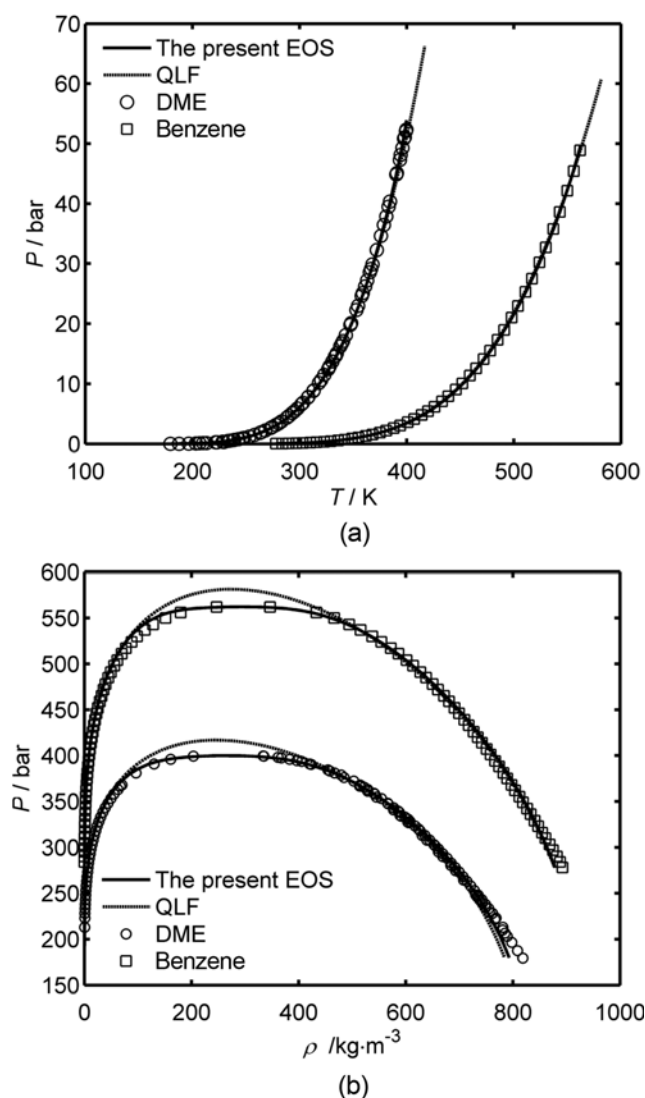 70
60
50
40
30
20
10
0
P / bar
The present EOS
QLF
DME
Benzene
100 200 300 400 500 600
T / K
(a)
600
550
500
450
400
350
300
250
200
150
P / bar
The present EOS
QLF
DME
Benzene
0 200 400 600 800 1000
ρ /kg·m⁻³
(b)